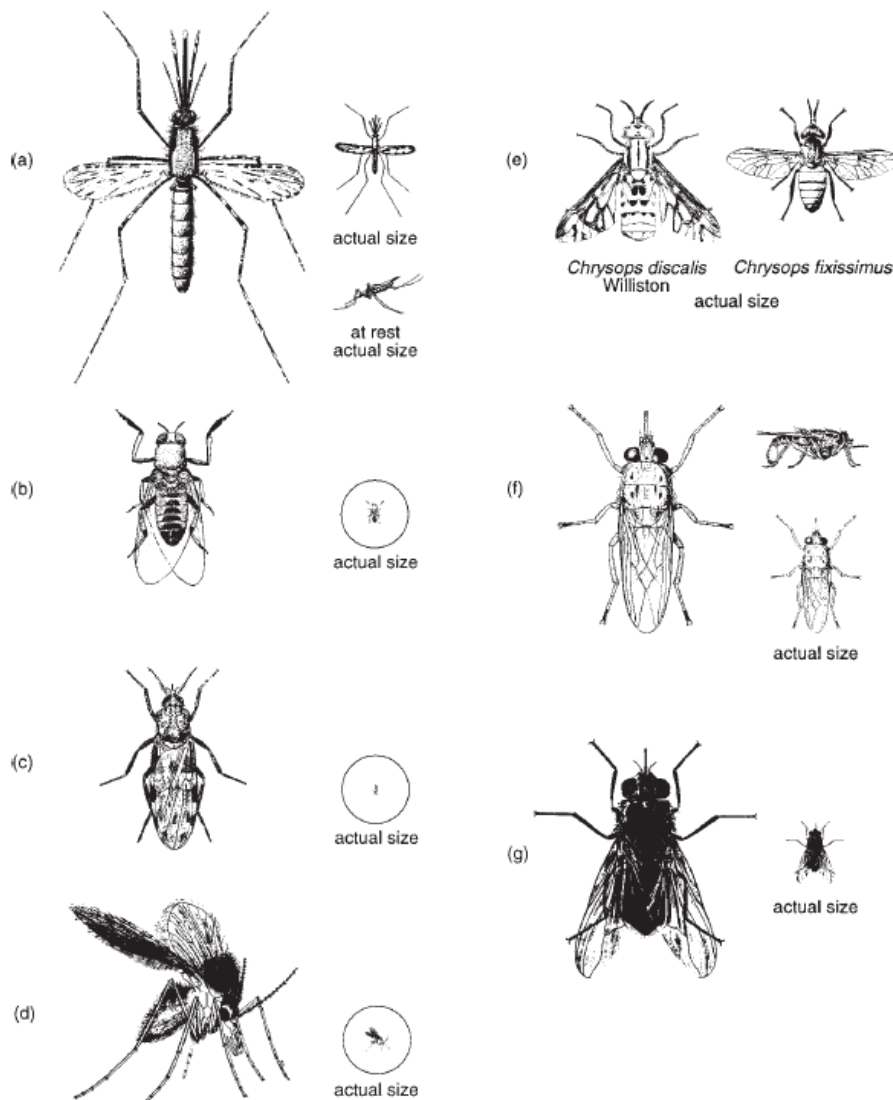 (a)
actual size
at rest
actual size
(b)
actual size
(c)
actual size
(d)
actual size
(e)
Chrysops discalis
Williston
Chrysops fixissimus
actual size
(f)
actual size
(g)
actual size